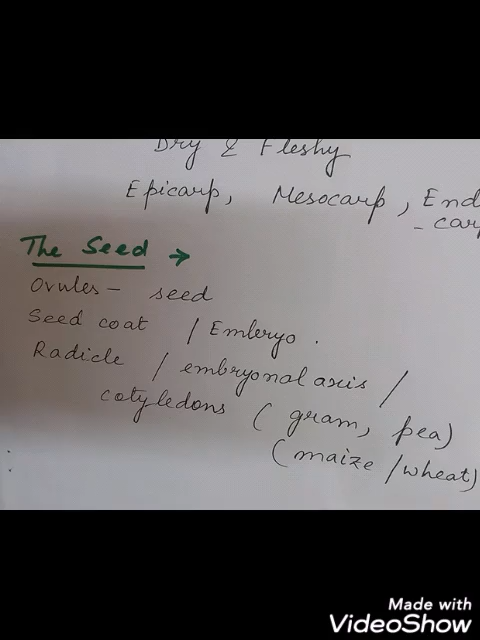 Dry & Fleshy
Epicarp, Mesocarp, End
- carp
The Seed →
Ovules - seed
Seed coat / Embryo.
Radicle / embryonal axis /
cotyledons ( gram, pea)
(maize / wheat)
Made with
VideoShow